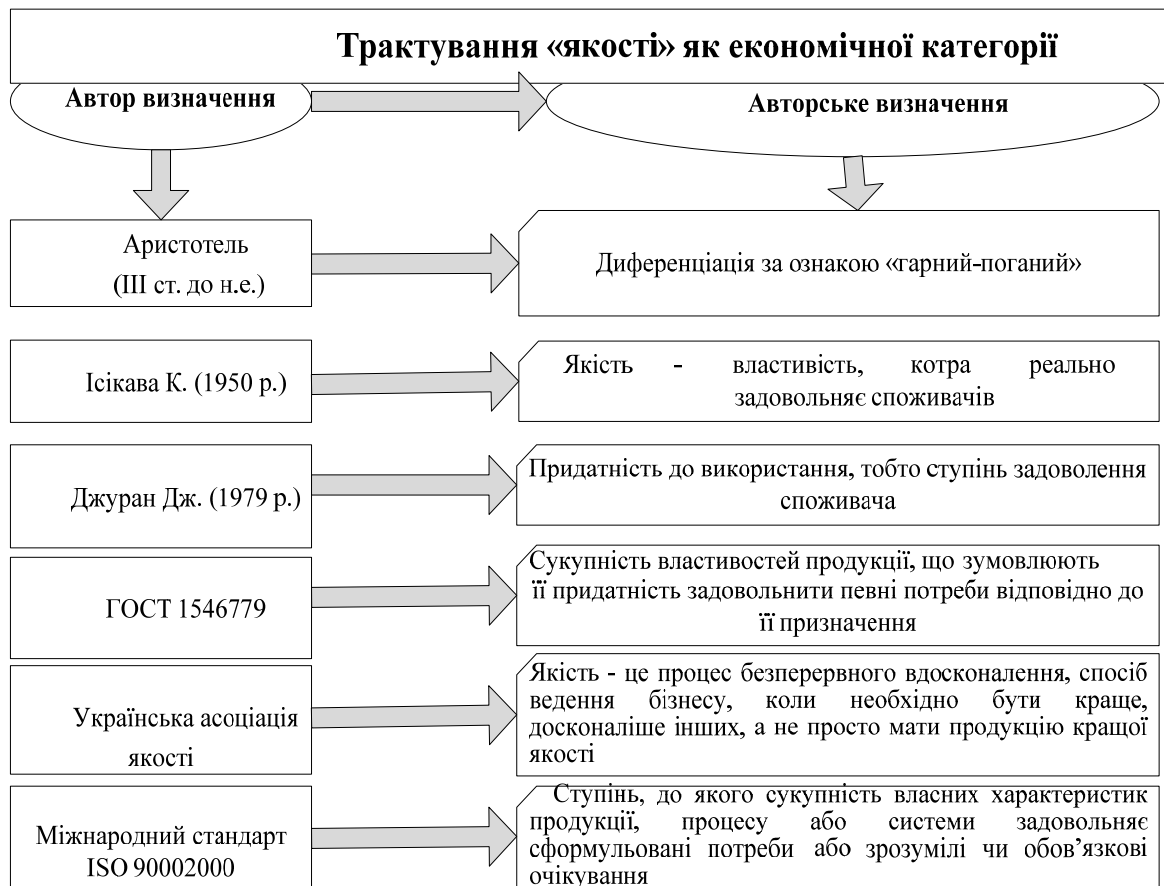 Трактування «якості» як економічної категорії
Автор визначення
Авторське визначення
Аристотель
(III ст. до н.е.)
Диференціація за ознакою «гарний-поганий»
Ісікава К. (1950 р.)
Якість - властивість, котра реально
задовольняє споживачів
Джуран Дж. (1979 р.)
Придатність до використання, тобто ступінь задоволення
споживача
ГОСТ 1546779
Сукупність властивостей продукції, що зумовлюють
її придатність задовольнити певні потреби відповідно до
її призначення
Українська асоціація
якості
Якість - це процес безперервного вдосконалення, спосіб
ведення бізнесу, коли необхідно бути краще,
досконаліше інших, а не просто мати продукцію кращої
якості
Міжнародний стандарт
ISO 90002000
Ступінь, до якого сукупність власних характеристик
продукції, процесу або системи задовольняє
сформульовані потреби або зрозумілі чи обов’язкові
очікування